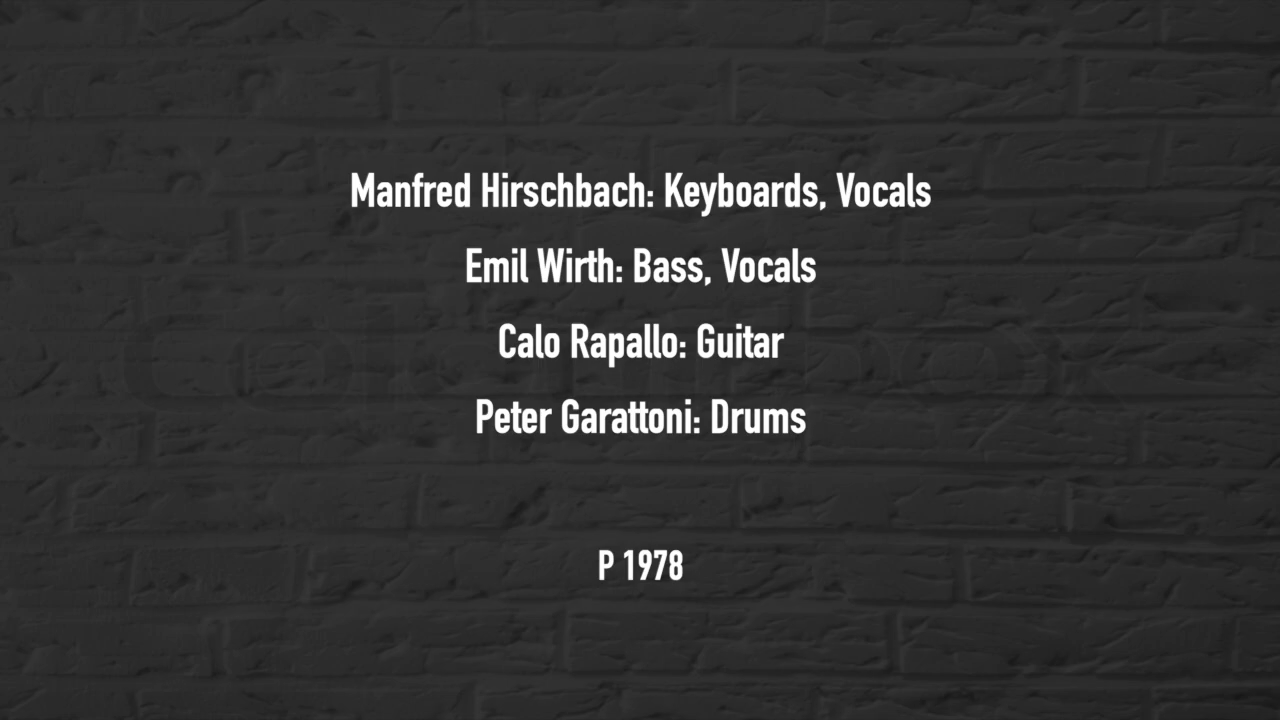 Manfred Hirschbach: Keyboards, Vocals
Emil Wirth: Bass, Vocals
Calo Rapallo: Guitar
Peter Garattoni: Drums
P 1978